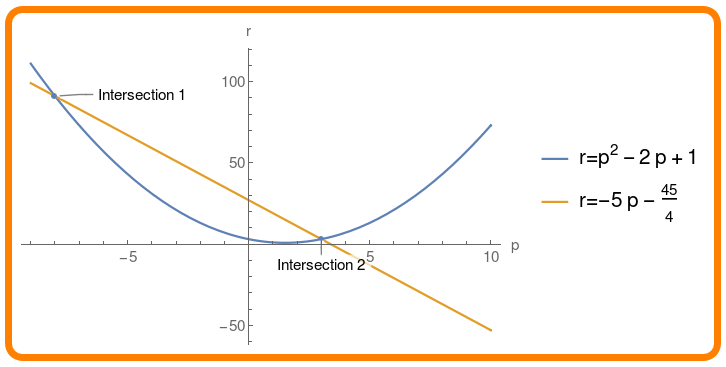 r
100
Intersection 1
50
r=p² − 2 p + 1
r=−5 p − 45/4
−5
5
10
p
Intersection 2
−50